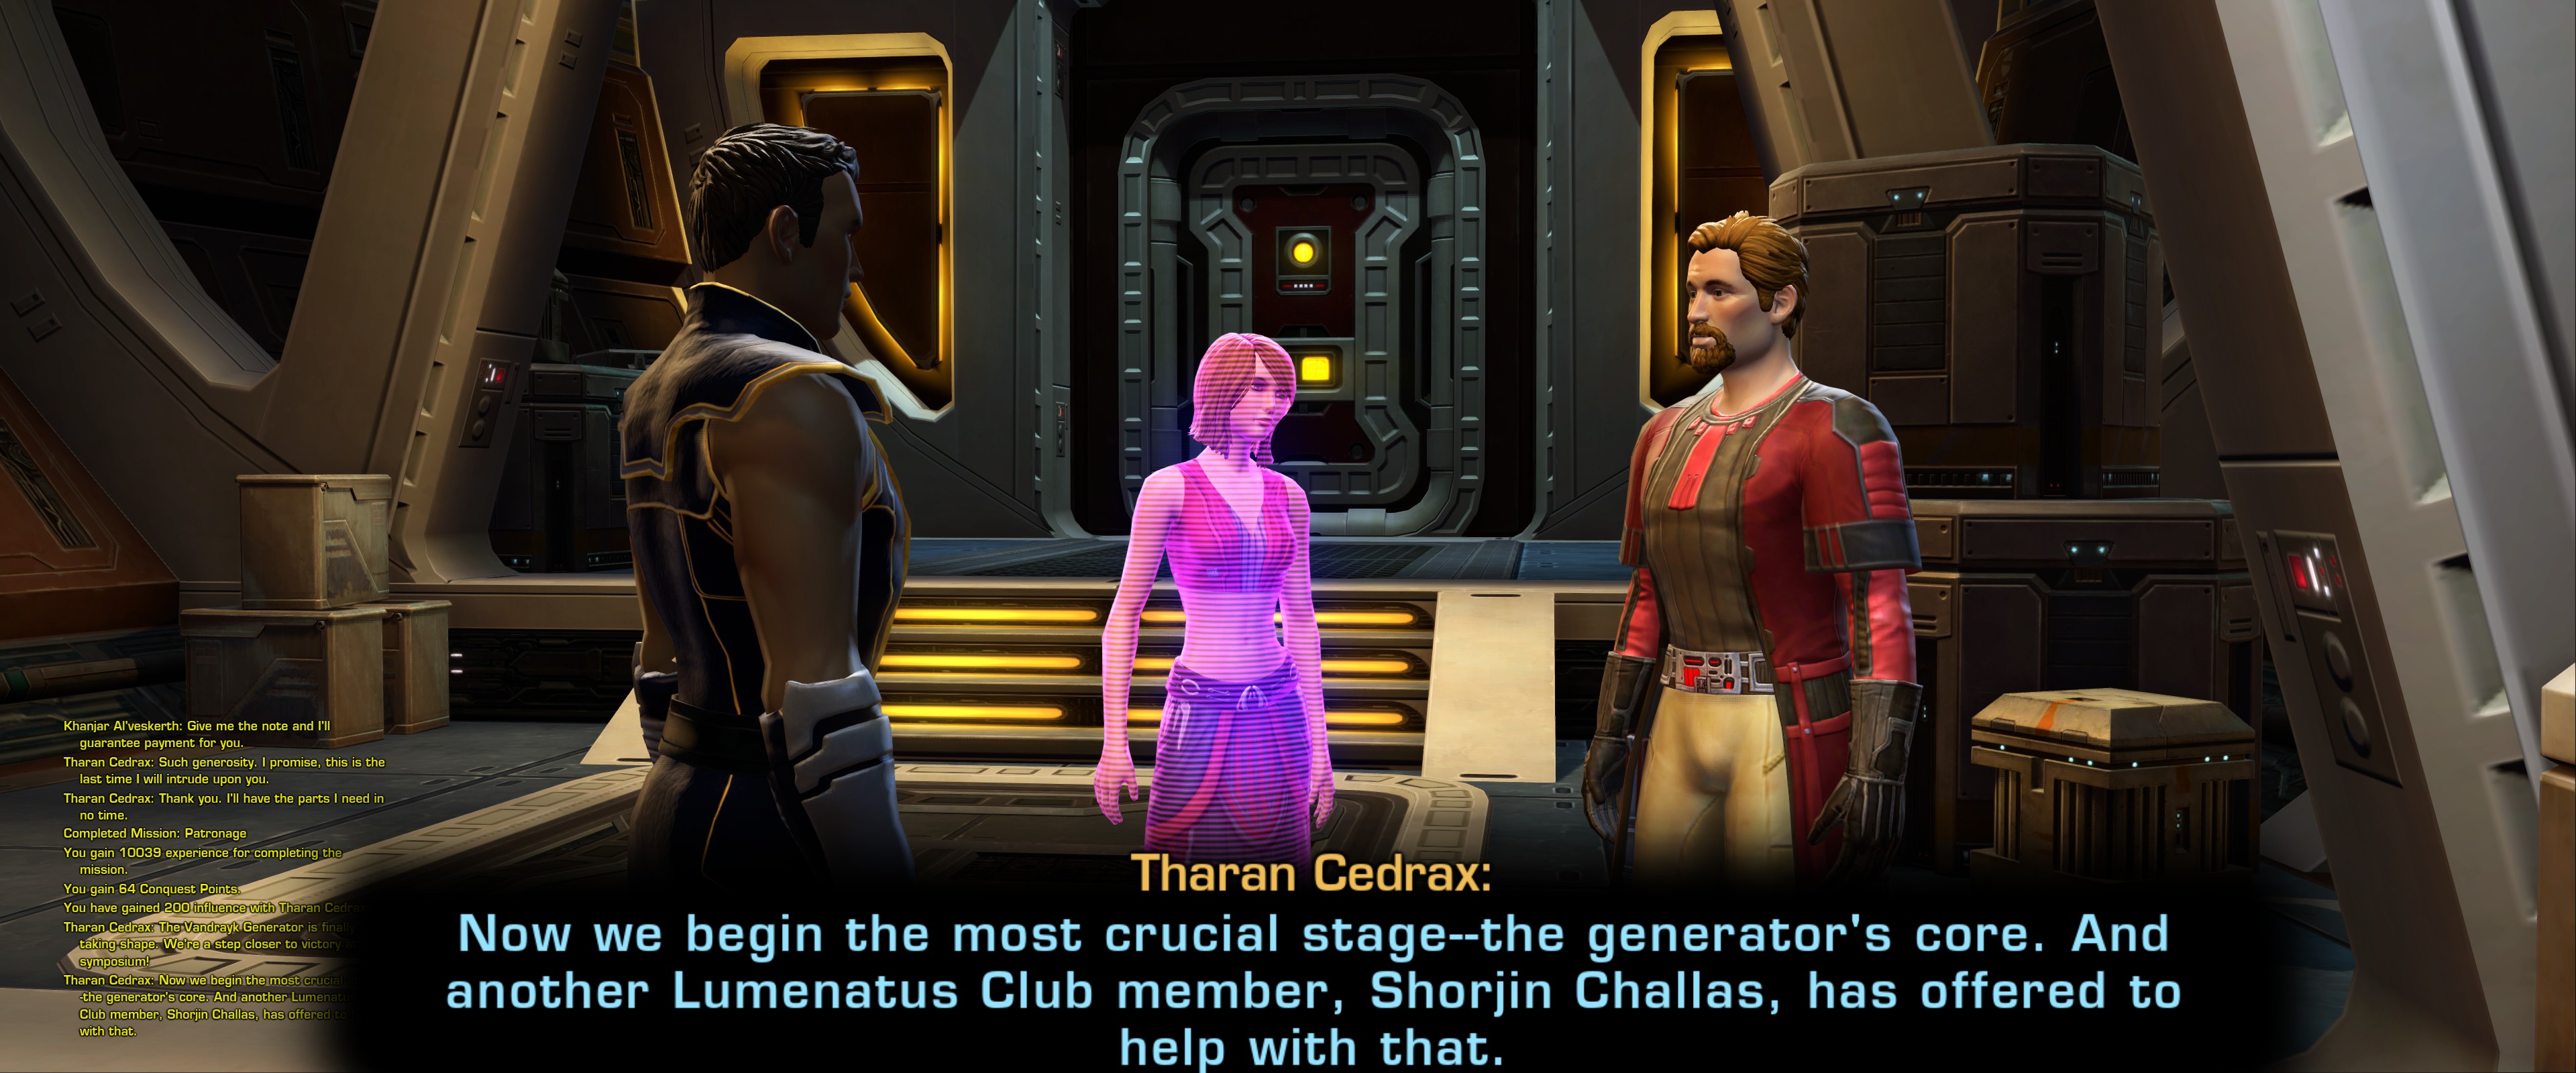 Khanjar Al'veskerth: Give me the note and I'll
guarantee payment for you.
Tharan Cedrax: Such generosity. I promise, this is the
last time I will intrude upon you.
Tharan Cedrax: Thank you. I'll have the parts I need in
no time.
Completed Mission: Patronage
You gain 10039 experience for completing the
mission.
You gain 64 Conquest Points.
You have gained 200 influence with Tharan Cedrax
Tharan Cedrax: The Vandrayk Generator is finally
taking shape. We're a step closer to victory
symposium!
Tharan Cedrax: Now we begin the most crucial
-the generator's core. And another Lumenatus
Club member, Shorjin Challas, has offered to
with that.
Tharan Cedrax:
Now we begin the most crucial stage--the generator's core. And
another Lumenatus Club member, Shorjin Challas, has offered to
help with that.